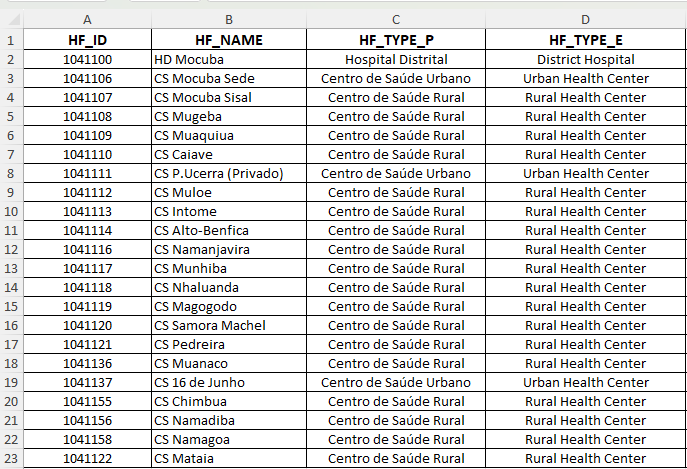 A B C D
1 HF_ID HF_NAME HF_TYPE_P HF_TYPE_E
2 1041100 HD Mocuba Hospital Distrital District Hospital
3 1041106 CS Mocuba Sede Centro de Saúde Urbano Urban Health Center
4 1041107 CS Mocuba Sisal Centro de Saúde Rural Rural Health Center
5 1041108 CS Mugeba Centro de Saúde Rural Rural Health Center
6 1041109 CS Muaquiua Centro de Saúde Rural Rural Health Center
7 1041110 CS Caiave Centro de Saúde Rural Rural Health Center
8 1041111 CS P.Ucerra (Privado) Centro de Saúde Urbano Urban Health Center
9 1041112 CS Muloe Centro de Saúde Rural Rural Health Center
10 1041113 CS Intome Centro de Saúde Rural Rural Health Center
11 1041114 CS Alto-Benfica Centro de Saúde Rural Rural Health Center
12 1041116 CS Namanjavira Centro de Saúde Rural Rural Health Center
13 1041117 CS Munhiba Centro de Saúde Rural Rural Health Center
14 1041118 CS Nhaluanda Centro de Saúde Rural Rural Health Center
15 1041119 CS Magogodo Centro de Saúde Rural Rural Health Center
16 1041120 CS Samora Machel Centro de Saúde Rural Rural Health Center
17 1041121 CS Pedreira Centro de Saúde Rural Rural Health Center
18 1041136 CS Muanaco Centro de Saúde Rural Rural Health Center
19 1041137 CS 16 de Junho Centro de Saúde Urbano Urban Health Center
20 1041155 CS Chimbua Centro de Saúde Rural Rural Health Center
21 1041156 CS Namadiba Centro de Saúde Rural Rural Health Center
22 1041158 CS Namagoa Centro de Saúde Rural Rural Health Center
23 1041122 CS Mataia Centro de Saúde Rural Rural Health Center